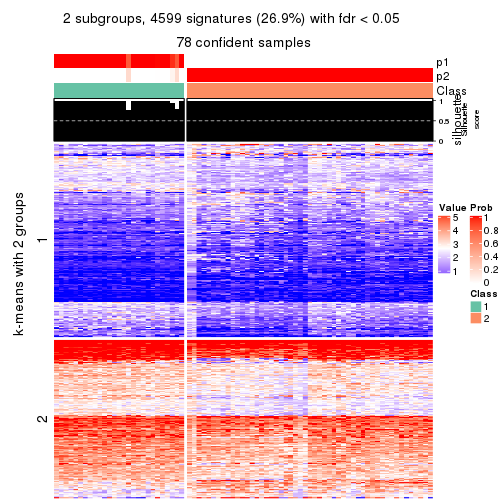 2 subgroups, 4599 signatures (26.9%) with fdr < 0.05
78 confident samples
p1
p2
Class
1
0.5
0
silhouette
Silhouette
score
k-means with 2 groups
1
2
Value
5
4
3
2
1
Prob
1
0.8
0.6
0.4
0.2
0
Class
1
2